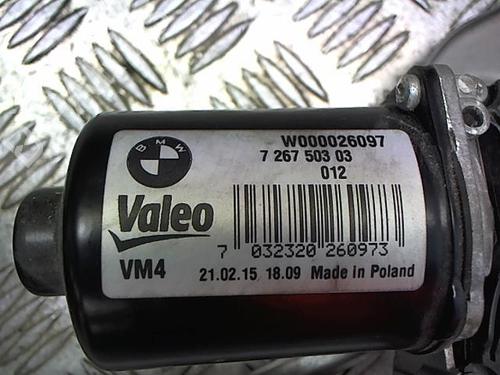 BMW
W000026097
7 267 503 03
012
Valeo
7 032320 260973
VM4
21.02.15 18.09 Made in Poland